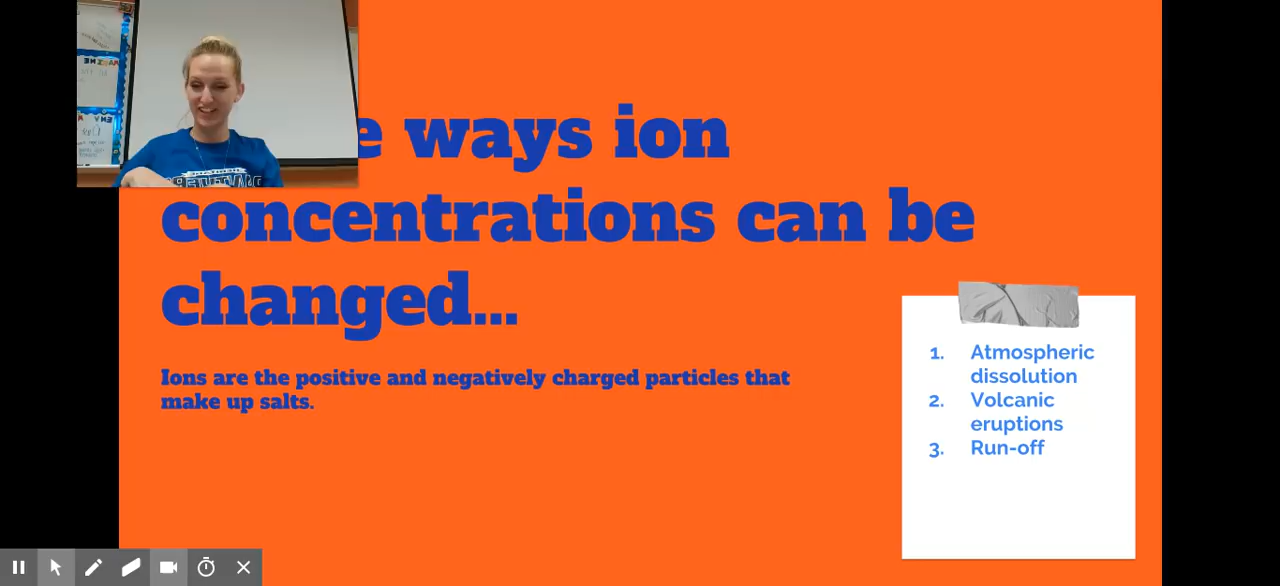 e ways ion
concentrations can be
changed...
Ions are the positive and negatively charged particles that
make up salts.
1. Atmospheric
dissolution
2. Volcanic
eruptions
3. Run-off